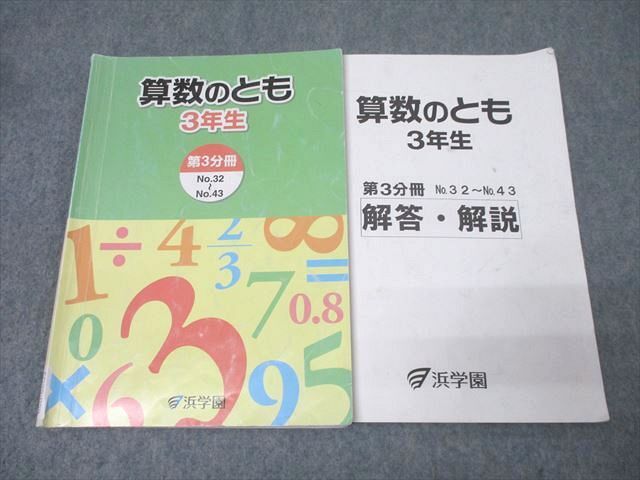 算数のとも
3年生
第3分冊
No.32
〜
No.43
1 ÷ 4 2/3 8
0 3 7 0.8 =
× 6 9 5
浜学園
算数のとも
3年生
第3分冊 No.32〜No.43
解答・解説
浜学園